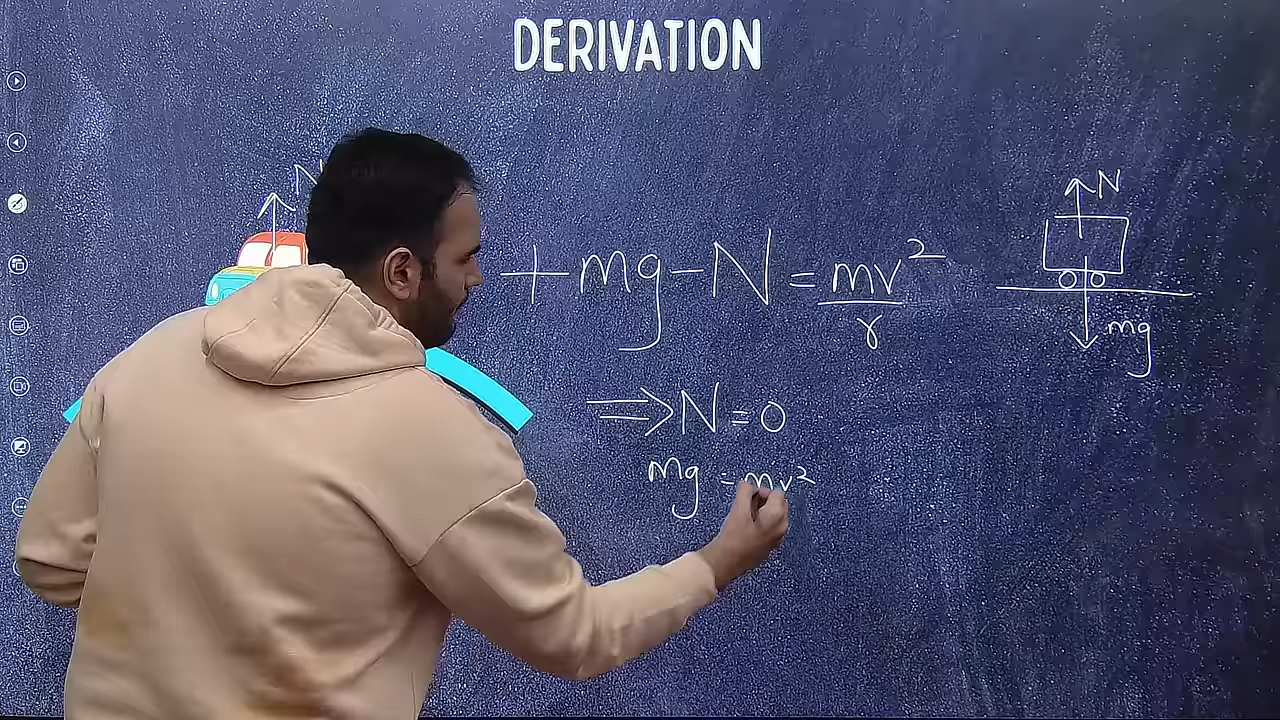 DERIVATION
N
+mg-N = mv²
r
N
mg
⇒ N = 0
mg = mv²